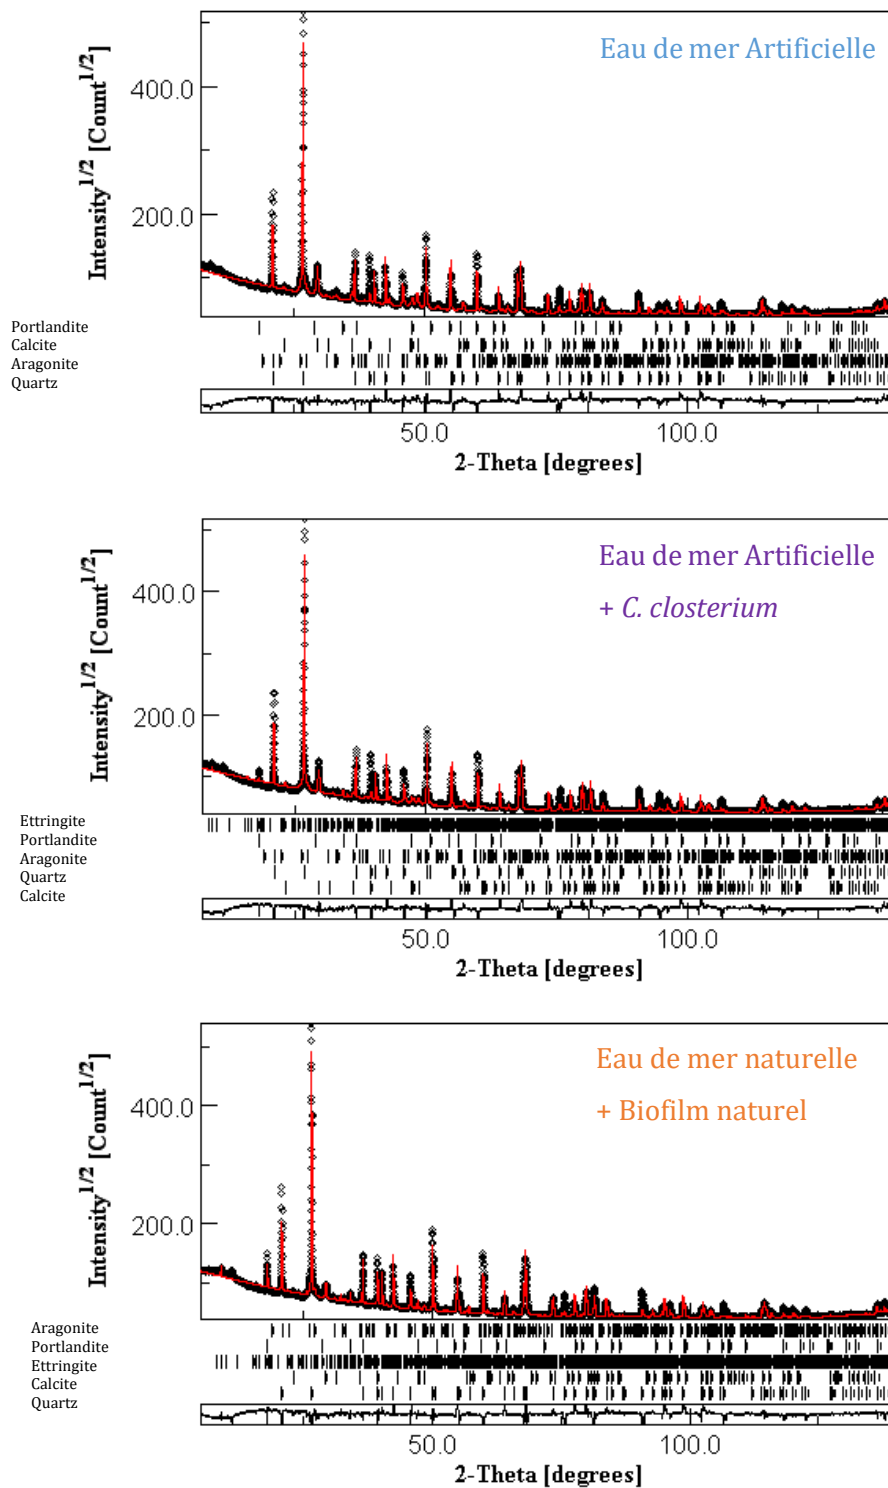 Eau de mer Artificielle
Intensity1/2 [Count1/2]
400.0
200.0
Portlandite
Calcite
Aragonite
Quartz
50.0 100.0
2-Theta [degrees]
Eau de mer Artificielle
+ C. closterium
Intensity1/2 [Count1/2]
400.0
200.0
Ettringite
Portlandite
Aragonite
Quartz
Calcite
50.0 100.0
2-Theta [degrees]
Eau de mer naturelle
+ Biofilm naturel
Intensity1/2 [Count1/2]
400.0
200.0
Aragonite
Portlandite
Ettringite
Calcite
Quartz
50.0 100.0
2-Theta [degrees]